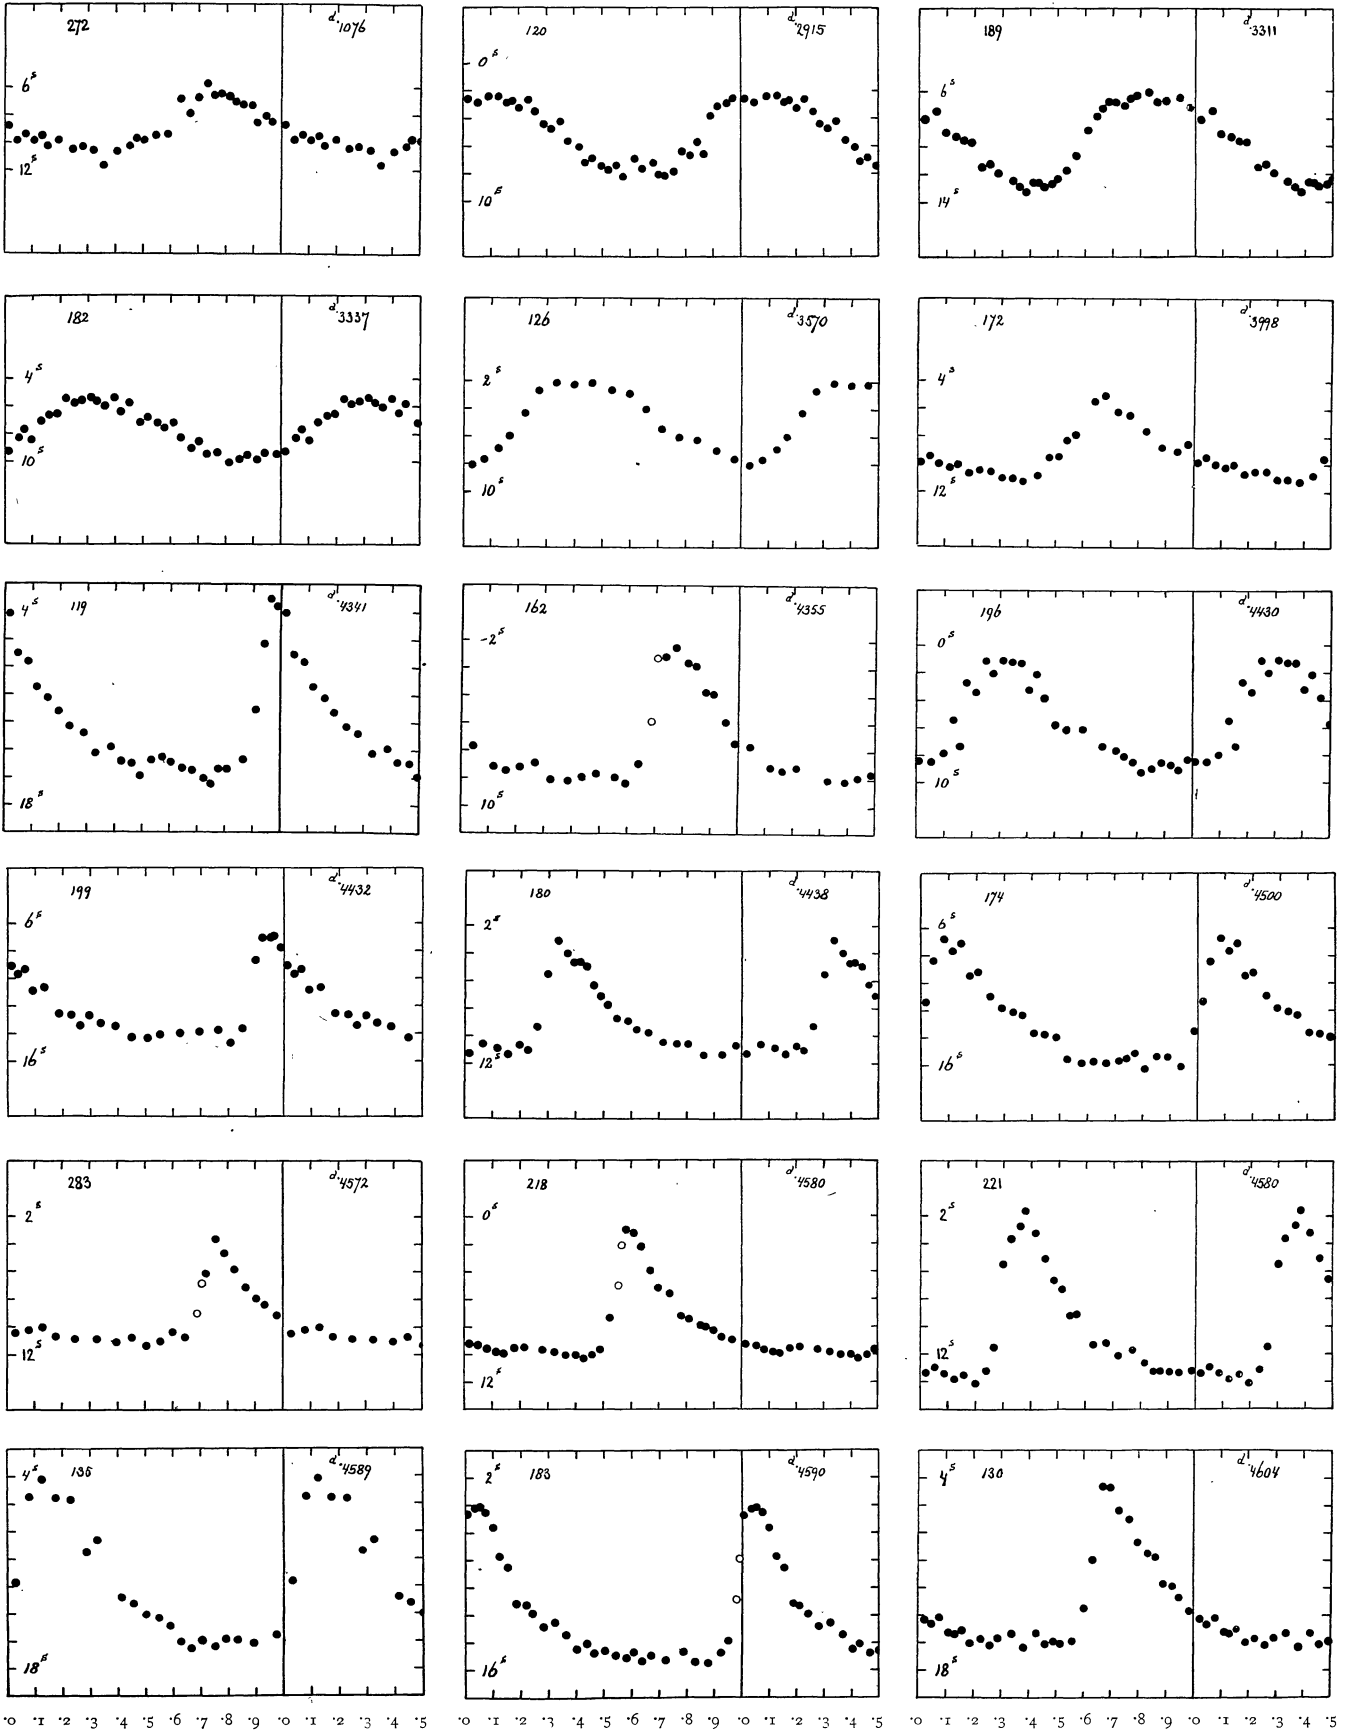 272 d.1076
6s
12s
120 d.2915
0s
10s
189 d.3311
6s
14s
182 d.3337
4s
10s
126 d.3570
2s
10s
172 d.3998
4s
12s
119 d.4341
4s
18s
162 d.4355
-2s
10s
196 d.4430
0s
10s
199 d.4432
6s
16s
180 d.4438
2s
12s
174 d.4500
6s
16s
283 d.4572
2s
12s
218 d.4580
0s
12s
221 d.4580
2s
12s
135 d.4589
4s
18s
183 d.4590
2s
16s
130 d.4604
4s
18s
.0 .1 .2 .3 .4 .5 .6 .7 .8 .9 .0 .1 .2 .3 .4 .5
.0 .1 .2 .3 .4 .5 .6 .7 .8 .9 .0 .1 .2 .3 .4 .5
.0 .1 .2 .3 .4 .5 .6 .7 .8 .9 .0 .1 .2 .3 .4 .5